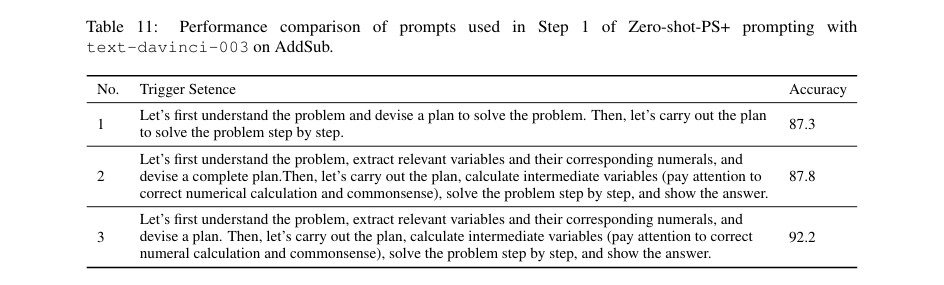 Table 11: Performance comparison of prompts used in Step 1 of Zero-shot-PS+ prompting with
text-davinci-003 on AddSub.
No. Trigger Setence Accuracy
1 Let's first understand the problem and devise a plan to solve the problem. Then, let's carry out the plan
to solve the problem step by step. 87.3
Let's first understand the problem, extract relevant variables and their corresponding numerals, and
2 devise a complete plan.Then, let's carry out the plan, calculate intermediate variables (pay attention to 87.8
correct numerical calculation and commonsense), solve the problem step by step, and show the answer.
Let's first understand the problem, extract relevant variables and their corresponding numerals, and
3 devise a plan. Then, let's carry out the plan, calculate intermediate variables (pay attention to correct 92.2
numeral calculation and commonsense), solve the problem step by step, and show the answer.